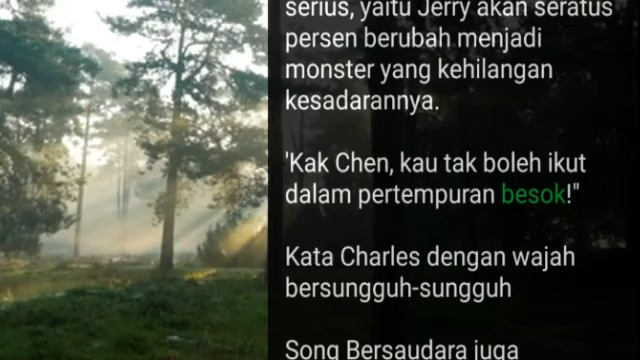 serius, yaitu Jerry akan seratus
persen berubah menjadi
monster yang kehilangan
kesadarannya.
'Kak Chen, kau tak boleh ikut
dalam pertempuran besok!"
Kata Charles dengan wajah
bersungguh-sungguh
Song Bersaudara juga